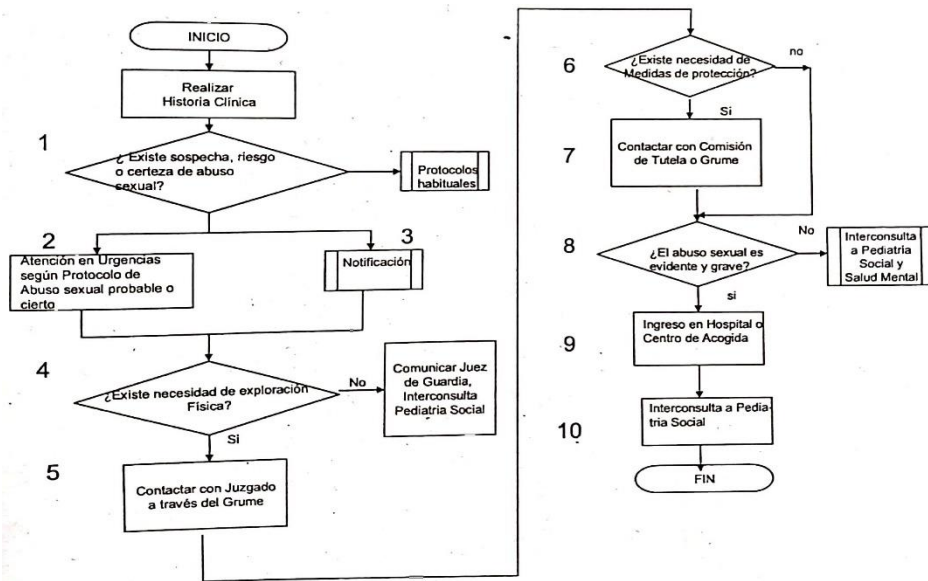 INICIO
Realizar
Historia Clínica
1
¿ Existe sospecha, riesgo
o certeza de abuso
sexual?
Protocolos
habituales
2
Atención en Urgencias
según Protocolo de
Abuso sexual probable o
cierto
3
Notificación
4
¿Existe necesidad de exploración
Física?
No
Comunicar Juez
de Guardia,
Interconsulta
Pediatria Social
Si
5
Contactar con Juzgado
a través del Grume
6
¿Existe necesidad de
Medidas de protección?
no
Si
7
Contactar con Comisión
de Tutela o Grume
8
¿El abuso sexual es
evidente y grave?
No
Interconsulta
a Pediatria
Social y
Salud Mental
si
9
Ingreso en Hospital o
Centro de Acogida
10
Interconsulta a Pedia-
tria Social
FIN